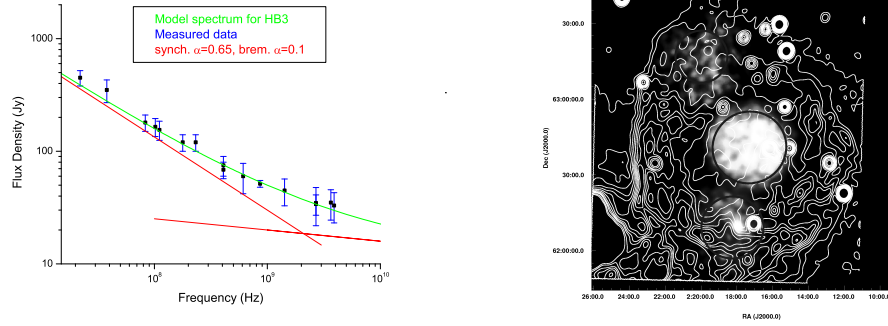 Model spectrum for HB3
Measured data
synch. α=0.65, brem. α=0.1
1000
100
10
10⁸
10⁹
10¹⁰
Flux Density (Jy)
Frequency (Hz)
30:00.0
63:00:00.0
30:00.0
62:00:00.0
Dec (J2000.0)
26:00.0 24:00.0 22:00.0 2:20:00.0 18:00.0 16:00.0 14:00.0 12:00.0 10:00.0
RA (J2000.0)